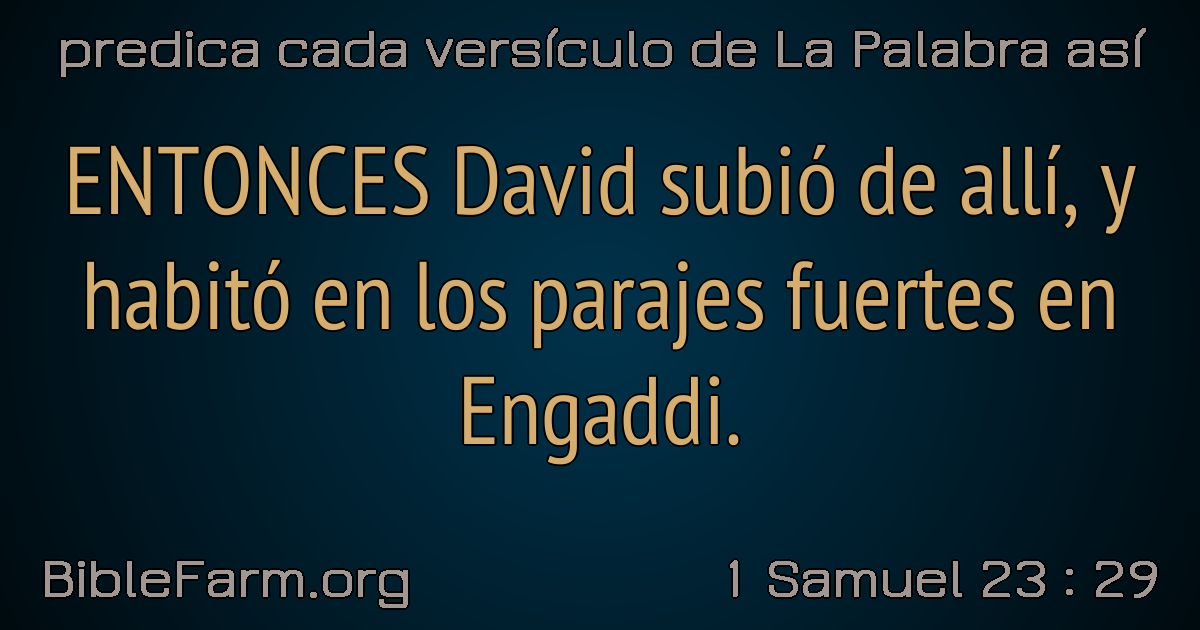 predica cada versículo de La Palabra así
ENTONCES David subió de allí, y
habitó en los parajes fuertes en
Engaddi.
BibleFarm.org
1 Samuel 23 : 29